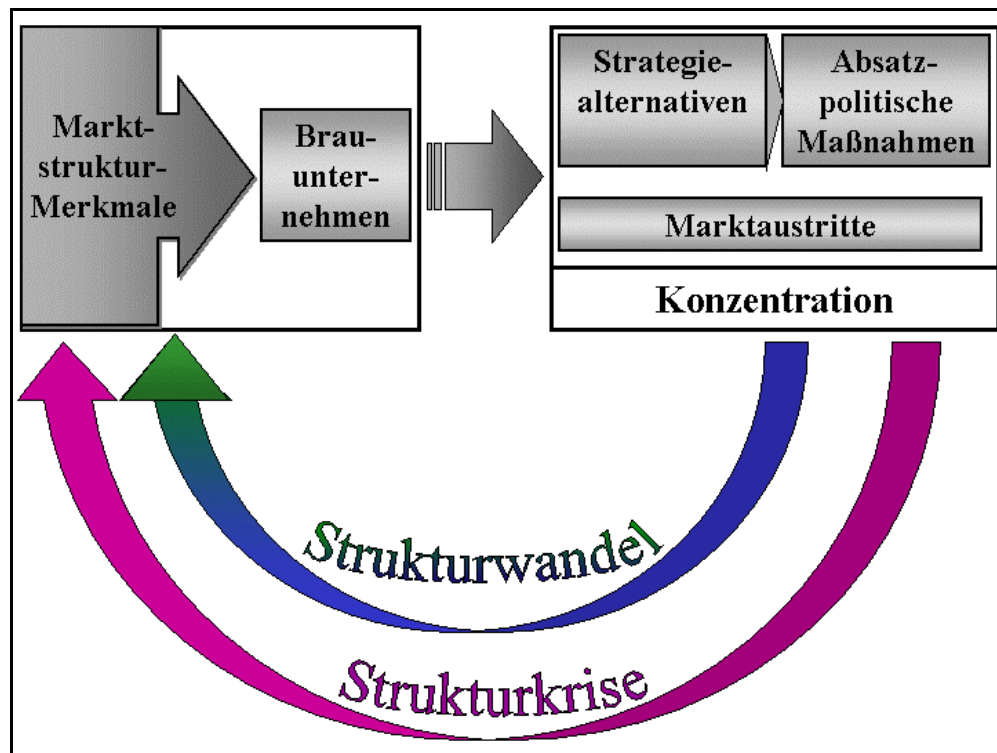 Markt-
struktur-
Merkmale
Brau-
unter-
nehmen
Strategie-
alternativen
Absatz-
politische
Maßnahmen
Marktaustritte
Konzentration
Strukturwandel
Strukturkrise